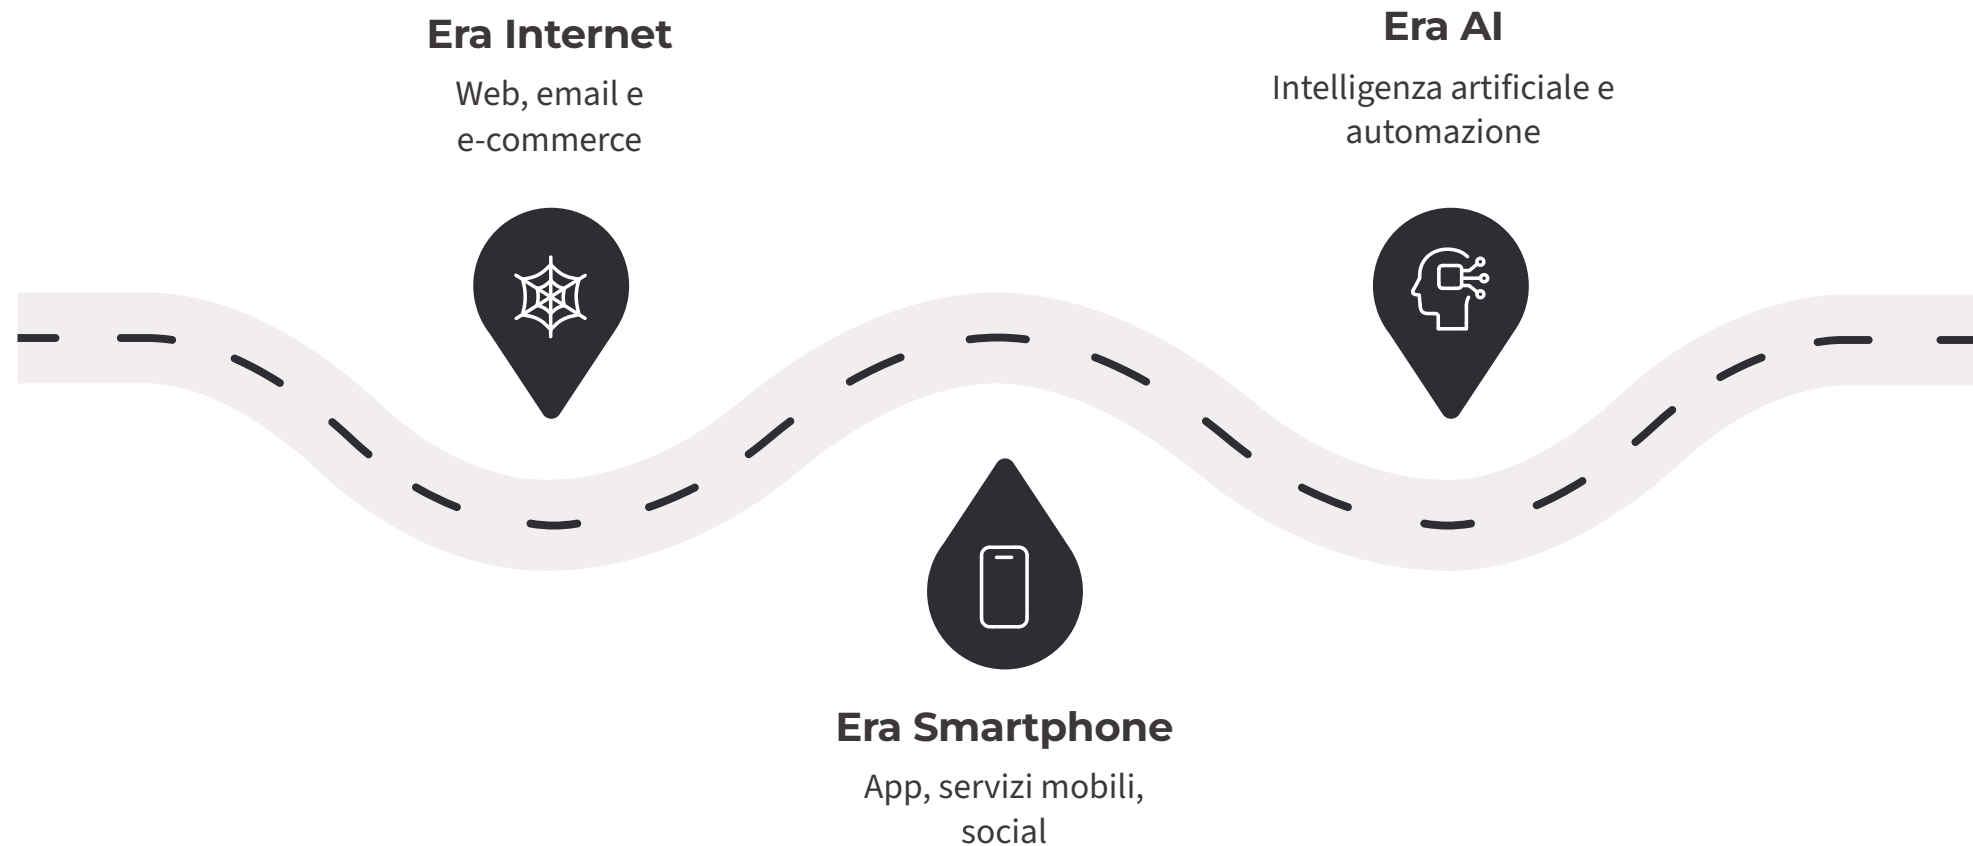 Era Internet
Web, email e
e-commerce
Era AI
Intelligenza artificiale e
automazione
Era Smartphone
App, servizi mobili,
social